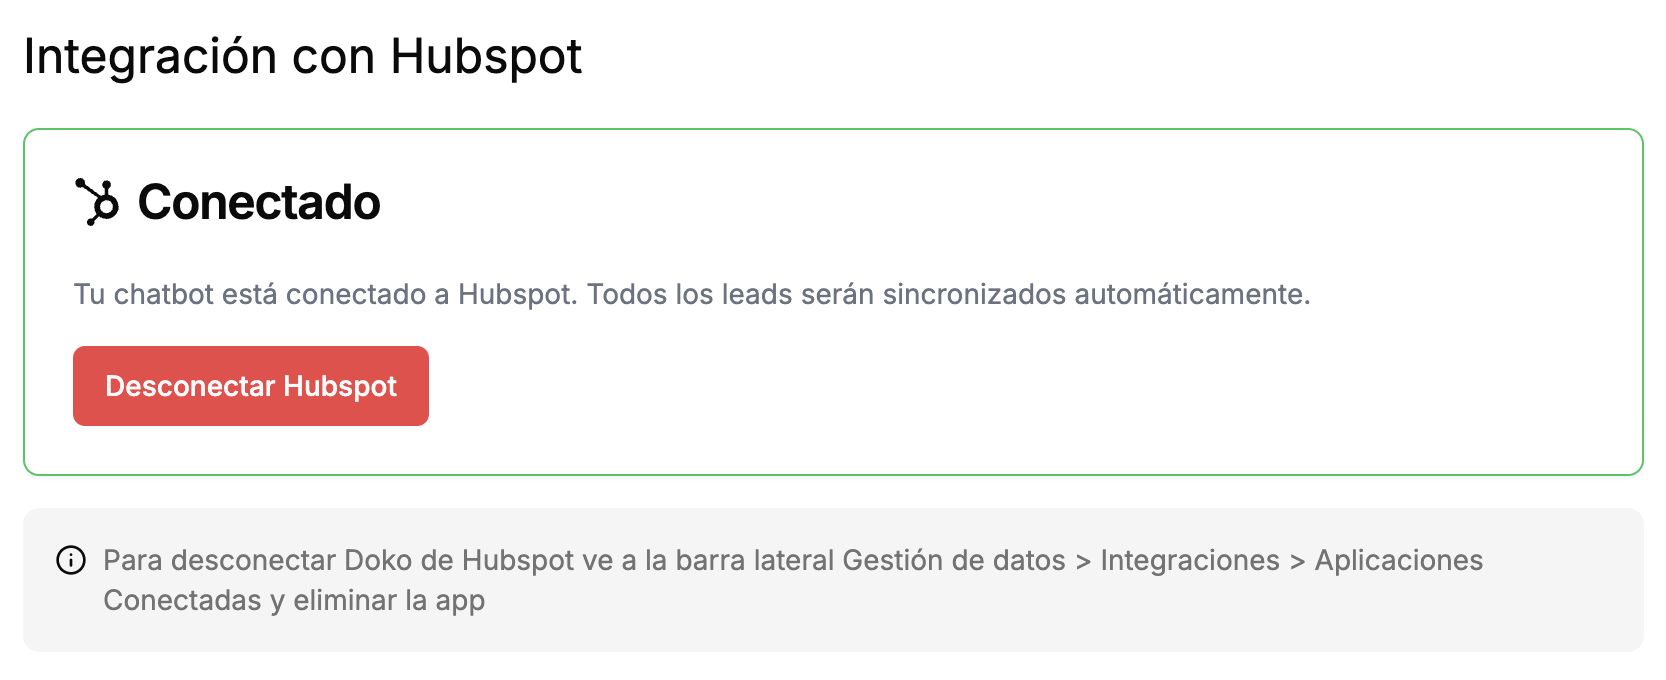 Integración con Hubspot
Conectado
Tu chatbot está conectado a Hubspot. Todos los leads serán sincronizados automáticamente.
Desconectar Hubspot
Para desconectar Doko de Hubspot ve a la barra lateral Gestión de datos > Integraciones > Aplicaciones
Conectadas y eliminar la app